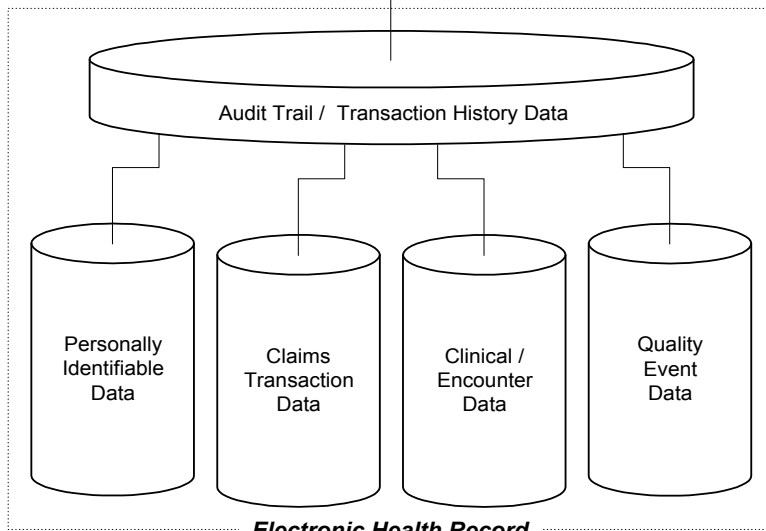 Audit Trail / Transaction History Data
Personally
Identifiable
Data
Claims
Transaction
Data
Clinical /
Encounter
Data
Quality
Event
Data
Electronic Health Record